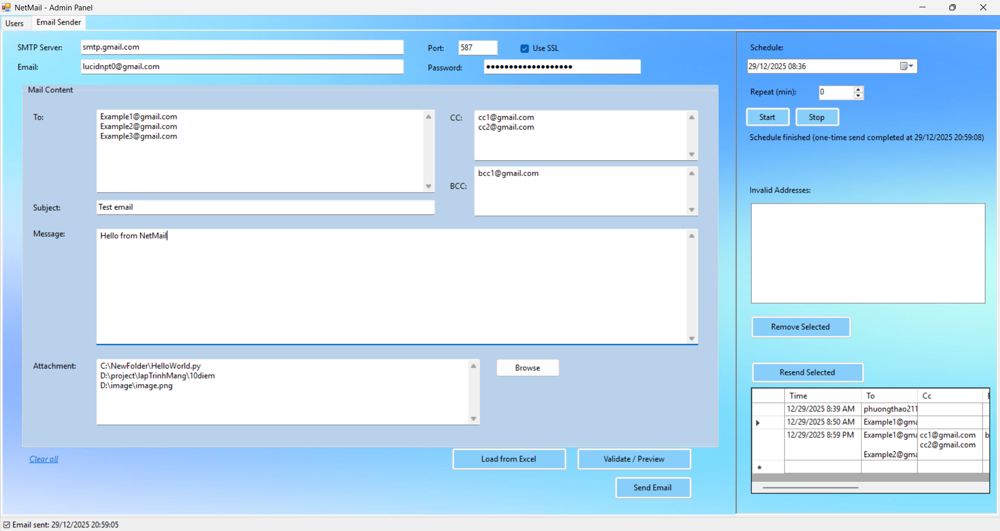 NetMail - Admin Panel
Users
Email Sender
SMTP Server:
smtp.gmail.com
Port:
587
Use SSL
Email:
lucidnpt0@gmail.com
Password:
Mail Content
To:
Example1@gmail.com
Example2@gmail.com
Example3@gmail.com
CC:
cc1@gmail.com
cc2@gmail.com
BCC:
bcc1@gmail.com
Subject:
Test email
Message:
Hello from NetMail
Attachment:
C:\NewFolder\HelloWorld.py
D:\project\lapTrinhMang\10diem
D:\image\image.png
Browse
Clear all
Load from Excel
Validate / Preview
Send Email
Schedule:
29/12/2025 08:36
Repeat (min):
0
Start
Stop
Schedule finished (one-time send completed at 29/12/2025 20:59:08)
Invalid Addresses:
Remove Selected
Resend Selected
Time To Cc
12/29/2025 8:39 AM phuongthao211
12/29/2025 8:50 AM Example1@gma
12/29/2025 8:59 PM Example1@gma cc1@gmail.com b
cc2@gmail.com
Example2@gma
Email sent: 29/12/2025 20:59:05